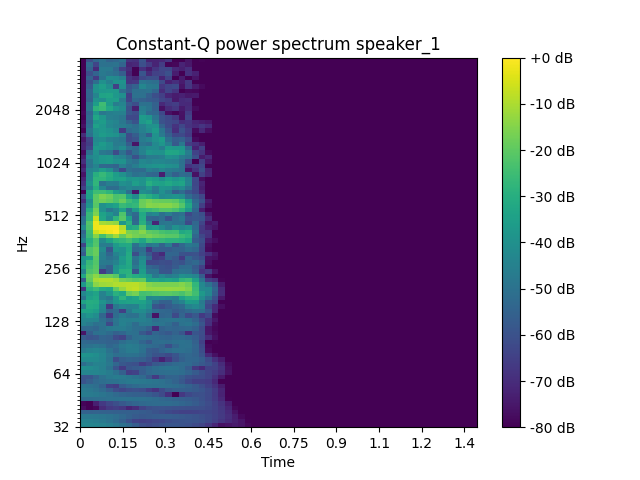 Constant-Q power spectrum speaker_1
+0 dB
-10 dB
-20 dB
-30 dB
-40 dB
-50 dB
-60 dB
-70 dB
-80 dB
2048
1024
512
256
128
64
32
Hz
0 0.15 0.3 0.45 0.6 0.75 0.9 1.1 1.2 1.4
Time